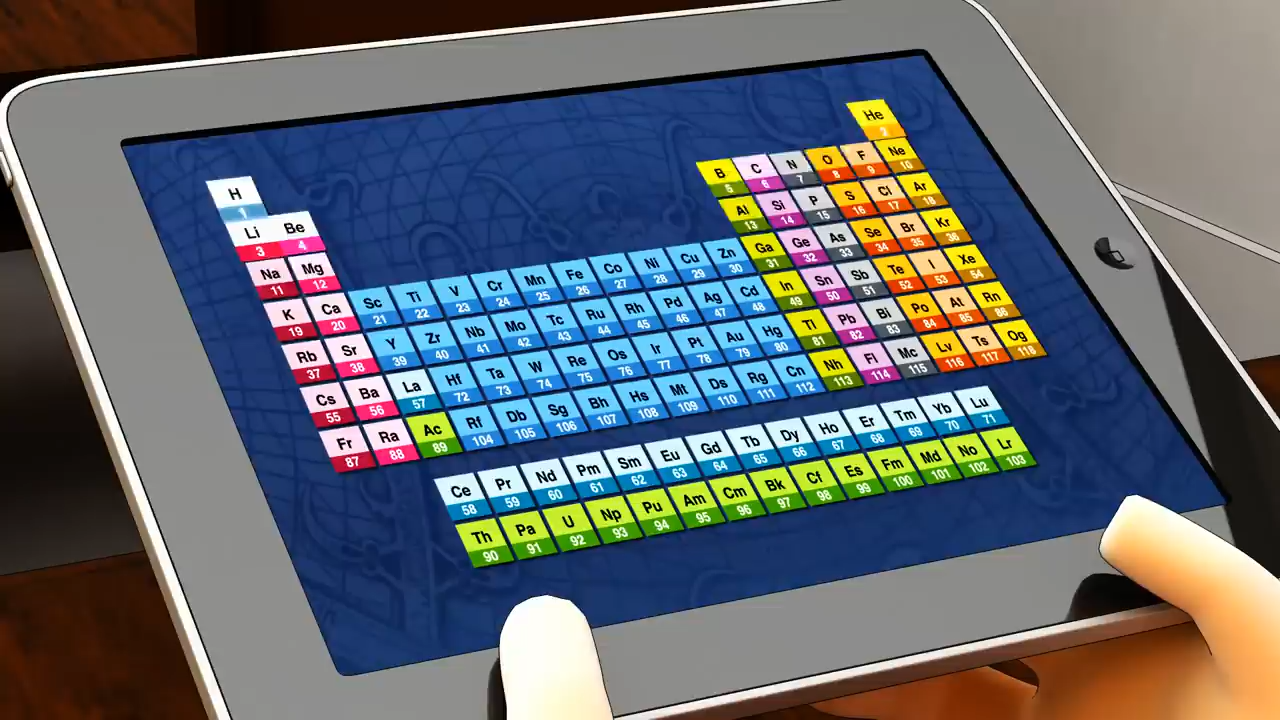 H He
1 2
Li Be B C N O F Ne
3 4 5 6 7 8 9 10
Na Mg Al Si P S Cl Ar
11 12 13 14 15 16 17 18
K Ca Sc Ti V Cr Mn Fe Co Ni Cu Zn Ga Ge As Se Br Kr
19 20 21 22 23 24 25 26 27 28 29 30 31 32 33 34 35 36
Rb Sr Y Zr Nb Mo Tc Ru Rh Pd Ag Cd In Sn Sb Te I Xe
37 38 39 40 41 42 43 44 45 46 47 48 49 50 51 52 53 54
Cs Ba La Hf Ta W Re Os Ir Pt Au Hg Tl Pb Bi Po At Rn
55 56 57 72 73 74 75 76 77 78 79 80 81 82 83 84 85 86
Fr Ra Ac Rf Db Sg Bh Hs Mt Ds Rg Cn Nh Fl Mc Lv Ts Og
87 88 89 104 105 106 107 108 109 110 111 112 113 114 115 116 117 118
Ce Pr Nd Pm Sm Eu Gd Tb Dy Ho Er Tm Yb Lu
58 59 60 61 62 63 64 65 66 67 68 69 70 71
Th Pa U Np Pu Am Cm Bk Cf Es Fm Md No Lr
90 91 92 93 94 95 96 97 98 99 100 101 102 103